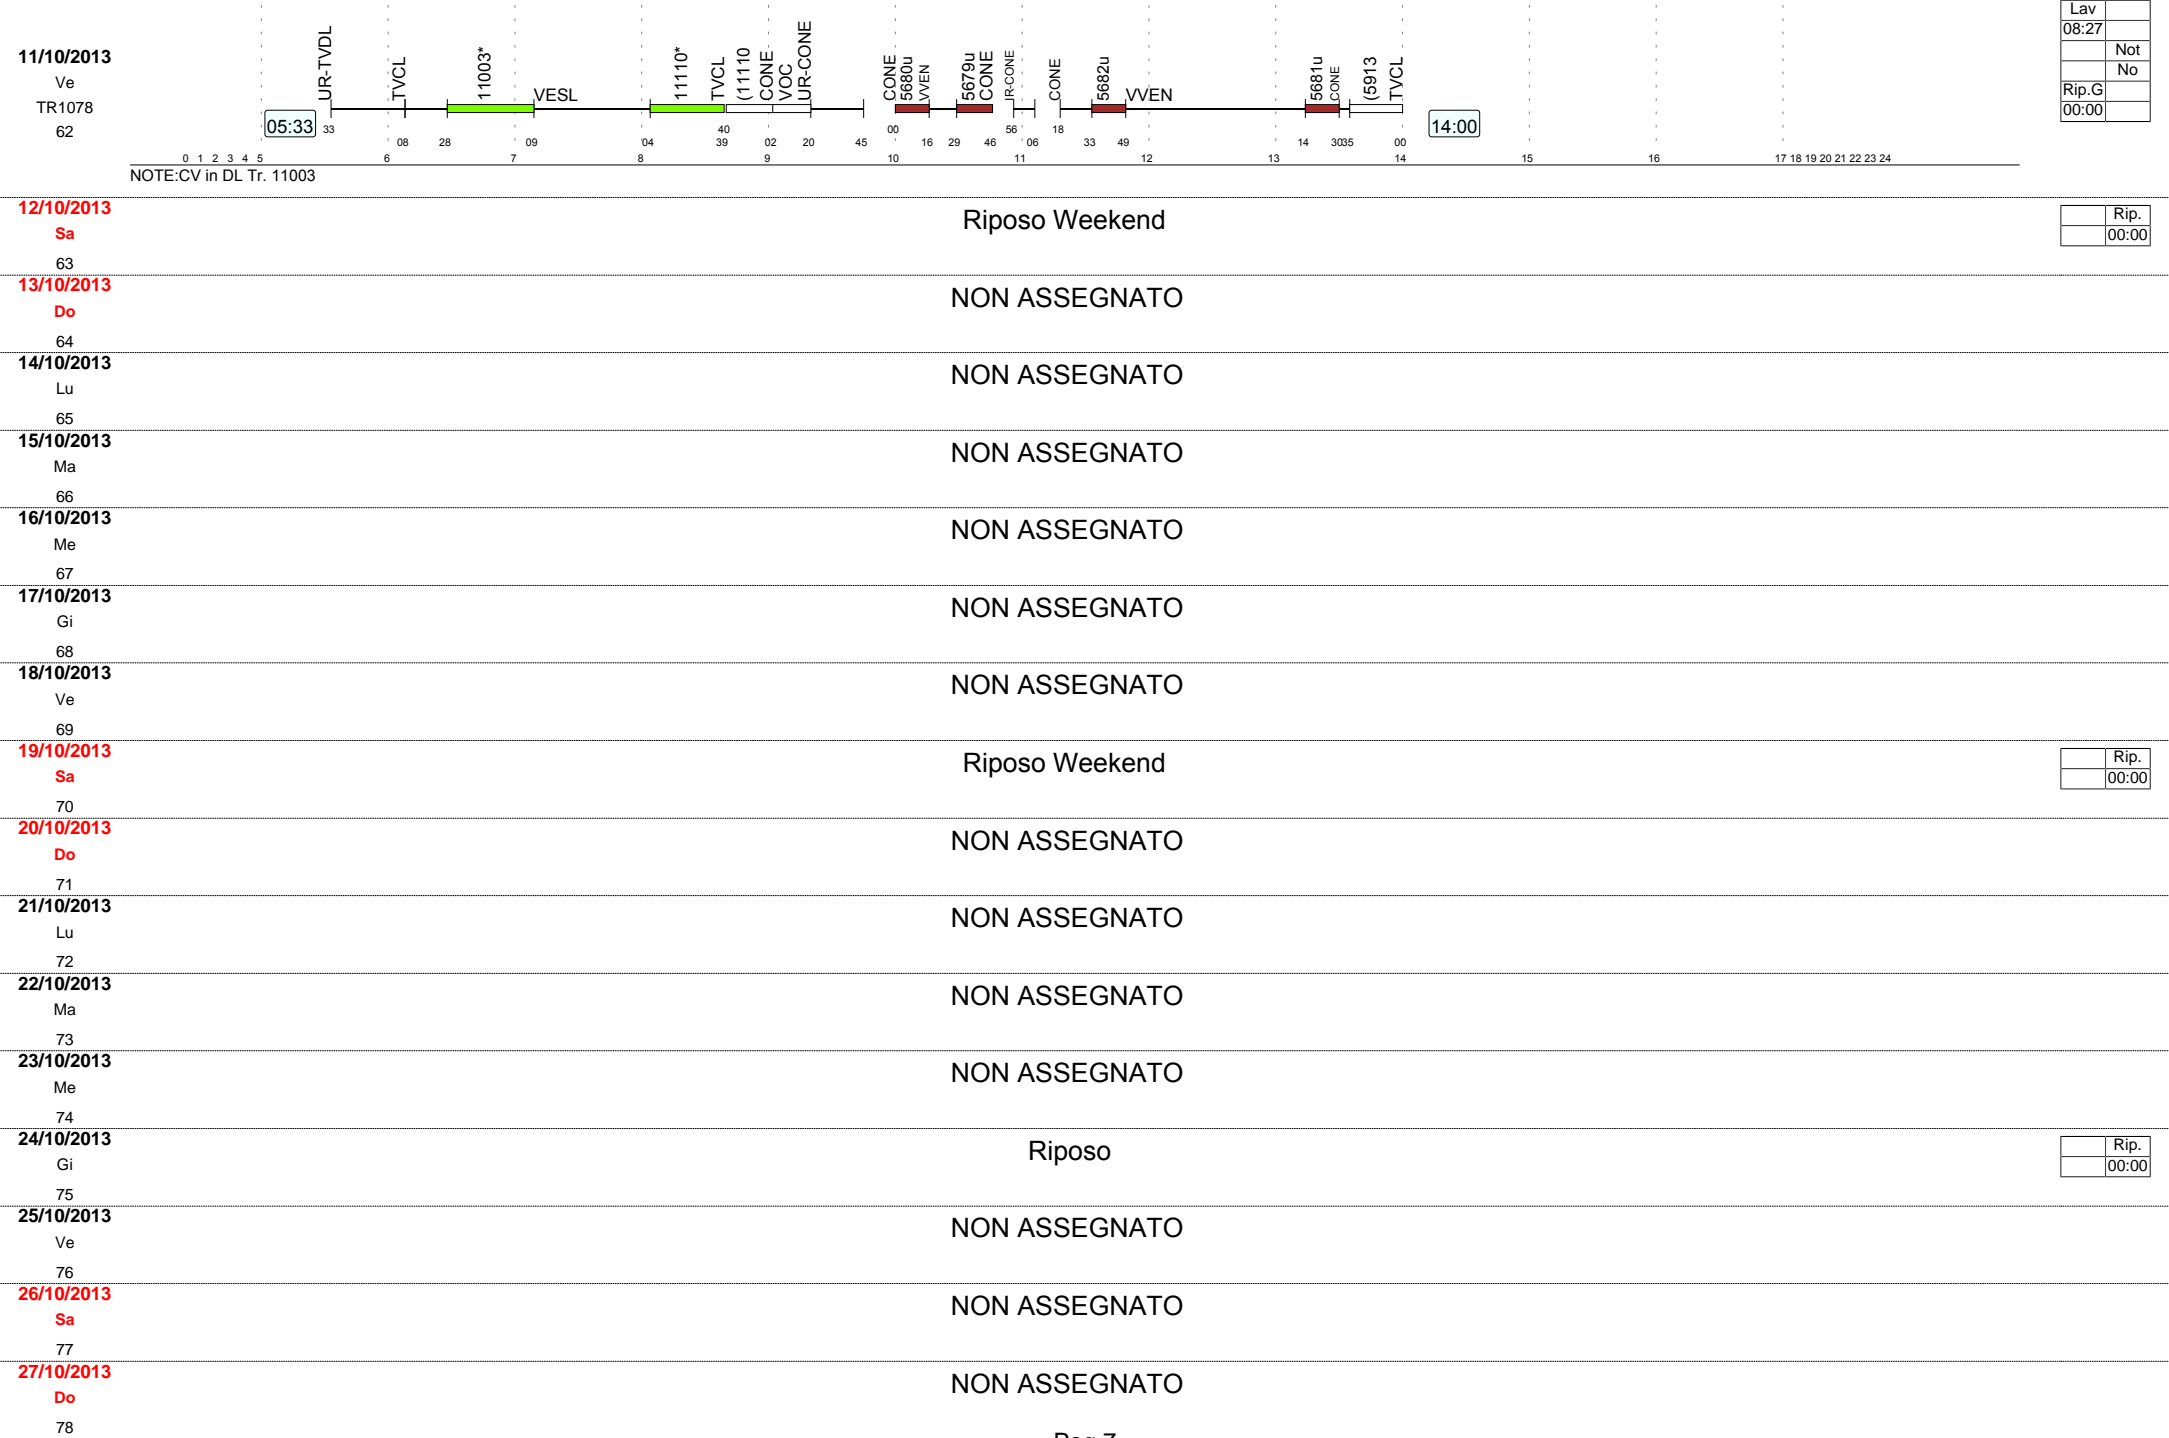 Lav
08:27
Not
No
Rip.G
00:00
11/10/2013
Ve
TR1078
62
05:33
UR-TVDL
TVCL
11003*
VESL
11110*
TVCL
(11110
CONE
VOC
UR-CONE
CONE
5680u
VVEN
5679u
CONE
CONE
5682u
VVEN
5681u
CONE
(5913
TVCL
14:00
33 40 00 56 18
08 28 09 04 39 02 20 45 16 29 46 06 33 49 14 30 35 00
0 1 2 3 4 5 6 7 8 9 10 11 12 13 14 15 16 17 18 19 20 21 22 23 24
NOTE:CV in DL Tr. 11003
12/10/2013
Sa
63
Riposo Weekend
Rip.
00:00
13/10/2013
Do
64
NON ASSEGNATO
14/10/2013
Lu
65
NON ASSEGNATO
15/10/2013
Ma
66
NON ASSEGNATO
16/10/2013
Me
67
NON ASSEGNATO
17/10/2013
Gi
68
NON ASSEGNATO
18/10/2013
Ve
69
NON ASSEGNATO
19/10/2013
Sa
70
Riposo Weekend
Rip.
00:00
20/10/2013
Do
71
NON ASSEGNATO
21/10/2013
Lu
72
NON ASSEGNATO
22/10/2013
Ma
73
NON ASSEGNATO
23/10/2013
Me
74
NON ASSEGNATO
24/10/2013
Gi
75
Riposo
Rip.
00:00
25/10/2013
Ve
76
NON ASSEGNATO
26/10/2013
Sa
77
NON ASSEGNATO
27/10/2013
Do
78
NON ASSEGNATO